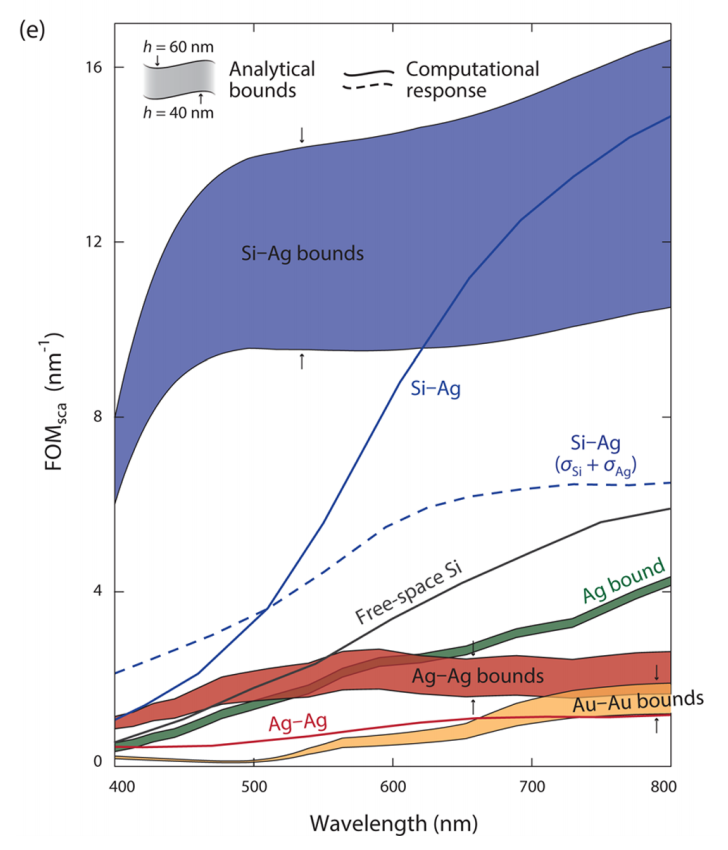 (e)
h = 60 nm
h = 40 nm
Analytical
bounds
Computational
response
16
12
8
4
0
FOMsca (nm-1)
Si–Ag bounds
Si–Ag
Si–Ag
(σSi + σAg)
Free-space Si
Ag bound
Ag–Ag bounds
Ag–Ag
Au–Au bounds
400
500
600
700
800
Wavelength (nm)